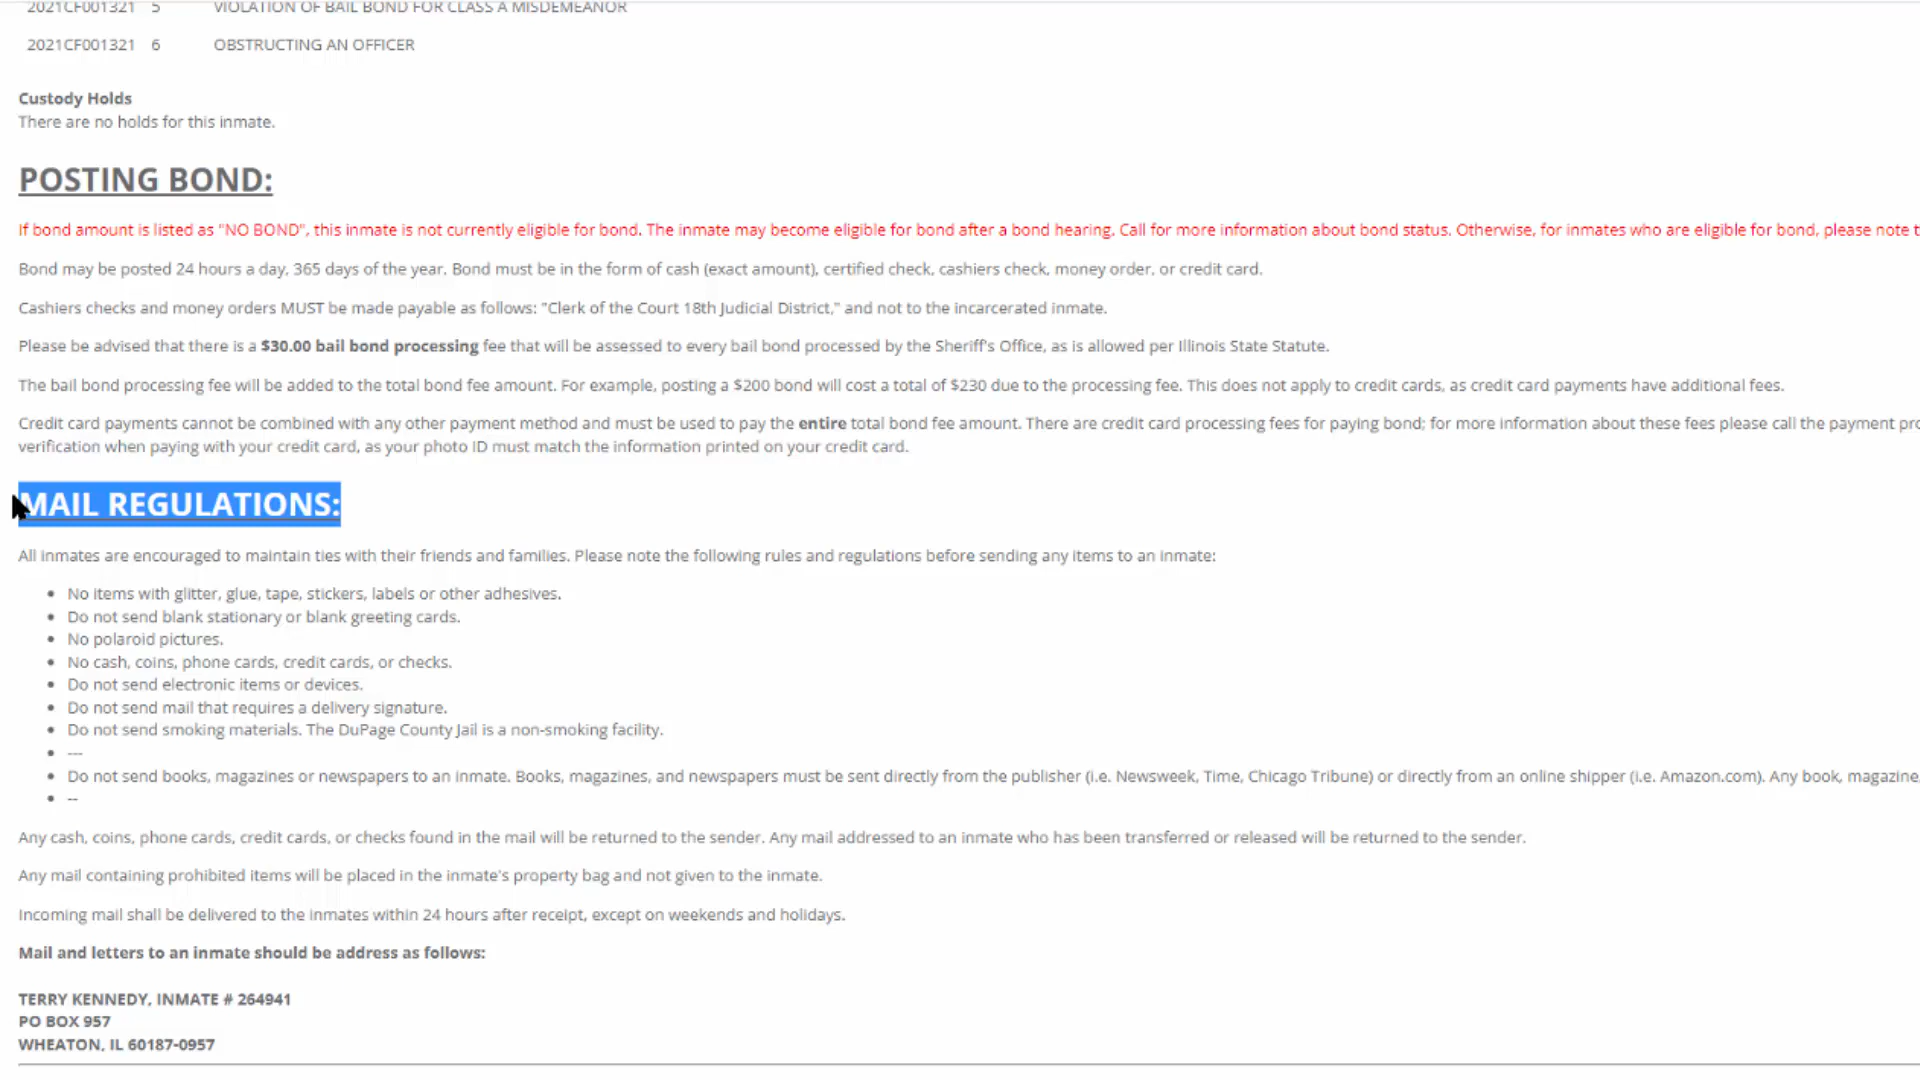 2021CF001321 5 VIOLATION OF BAIL BOND FOR CLASS A MISDEMEANOR
2021CF001321 6 OBSTRUCTING AN OFFICER
Custody Holds
There are no holds for this inmate.
POSTING BOND:
If bond amount is listed as "NO BOND", this inmate is not currently eligible for bond. The inmate may become eligible for bond after a bond hearing. Call for more information about bond status. Otherwise, for inmates who are eligible for bond, please note
Bond may be posted 24 hours a day, 365 days of the year. Bond must be in the form of cash (exact amount), certified check, cashiers check, money order, or credit card.
Cashiers checks and money orders MUST be made payable as follows: "Clerk of the Court 18th Judicial District," and not to the incarcerated inmate.
Please be advised that there is a $30.00 bail bond processing fee that will be assessed to every bail bond processed by the Sheriff's Office, as is allowed per Illinois State Statute.
The bail bond processing fee will be added to the total bond fee amount. For example, posting a $200 bond will cost a total of $230 due to the processing fee. This does not apply to credit cards, as credit card payments have additional fees.
Credit card payments cannot be combined with any other payment method and must be used to pay the entire total bond fee amount. There are credit card processing fees for paying bond; for more information about these fees please call the payment
verification when paying with your credit card, as your photo ID must match the information printed on your credit card.
MAIL REGULATIONS:
All inmates are encouraged to maintain ties with their friends and families. Please note the following rules and regulations before sending any items to an inmate:
• No items with glitter, glue, tape, stickers, labels or other adhesives.
• Do not send blank stationary or blank greeting cards.
• No polaroid pictures.
• No cash, coins, phone cards, credit cards, or checks.
• Do not send electronic items or devices.
• Do not send mail that requires a delivery signature.
• Do not send smoking materials. The DuPage County Jail is a non-smoking facility.
• ---
• Do not send books, magazines or newspapers to an inmate. Books, magazines, and newspapers must be sent directly from the publisher (i.e. Newsweek, Time, Chicago Tribune) or directly from an online shipper (i.e. Amazon.com). Any book, magazine,
• --
Any cash, coins, phone cards, credit cards, or checks found in the mail will be returned to the sender. Any mail addressed to an inmate who has been transferred or released will be returned to the sender.
Any mail containing prohibited items will be placed in the inmate's property bag and not given to the inmate.
Incoming mail shall be delivered to the inmates within 24 hours after receipt, except on weekends and holidays.
Mail and letters to an inmate should be address as follows:
TERRY KENNEDY, INMATE # 264941
PO BOX 957
WHEATON, IL 60187-0957